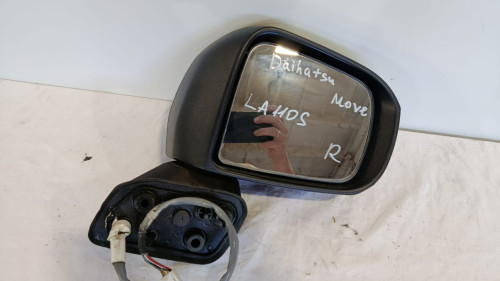 Daihatsu
Move
LA110S
R